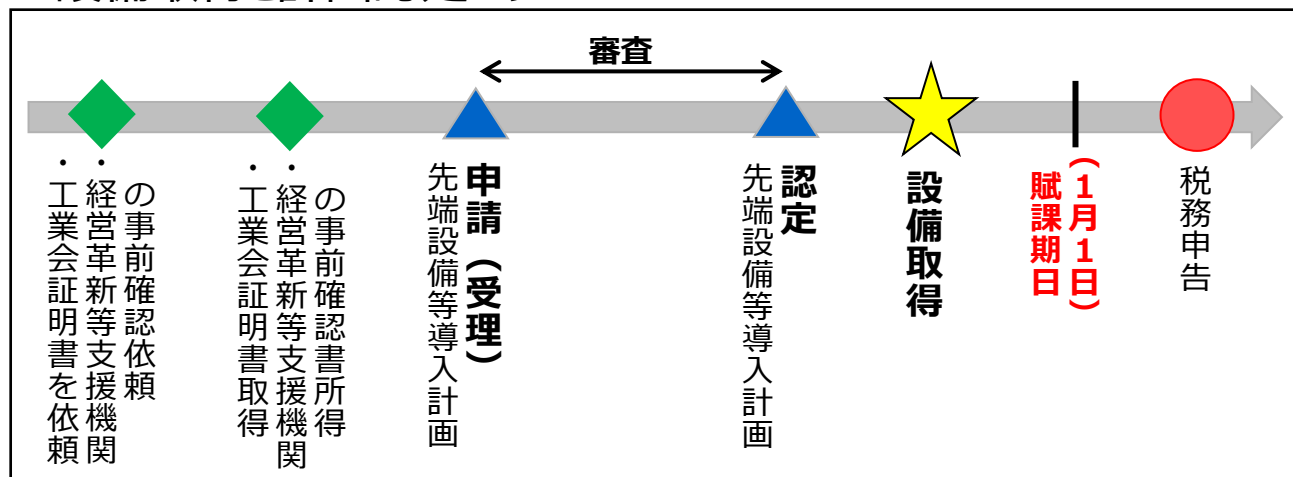 審査
・工業会証明書を依頼
・経営革新等支援機関
の事前確認依頼
・工業会証明書取得
・経営革新等支援機関
の事前確認書所得
先端設備等導入計画
申請（受理）
先端設備等導入計画
認定
設備取得
賦課期日
（1月1日）
税務申告